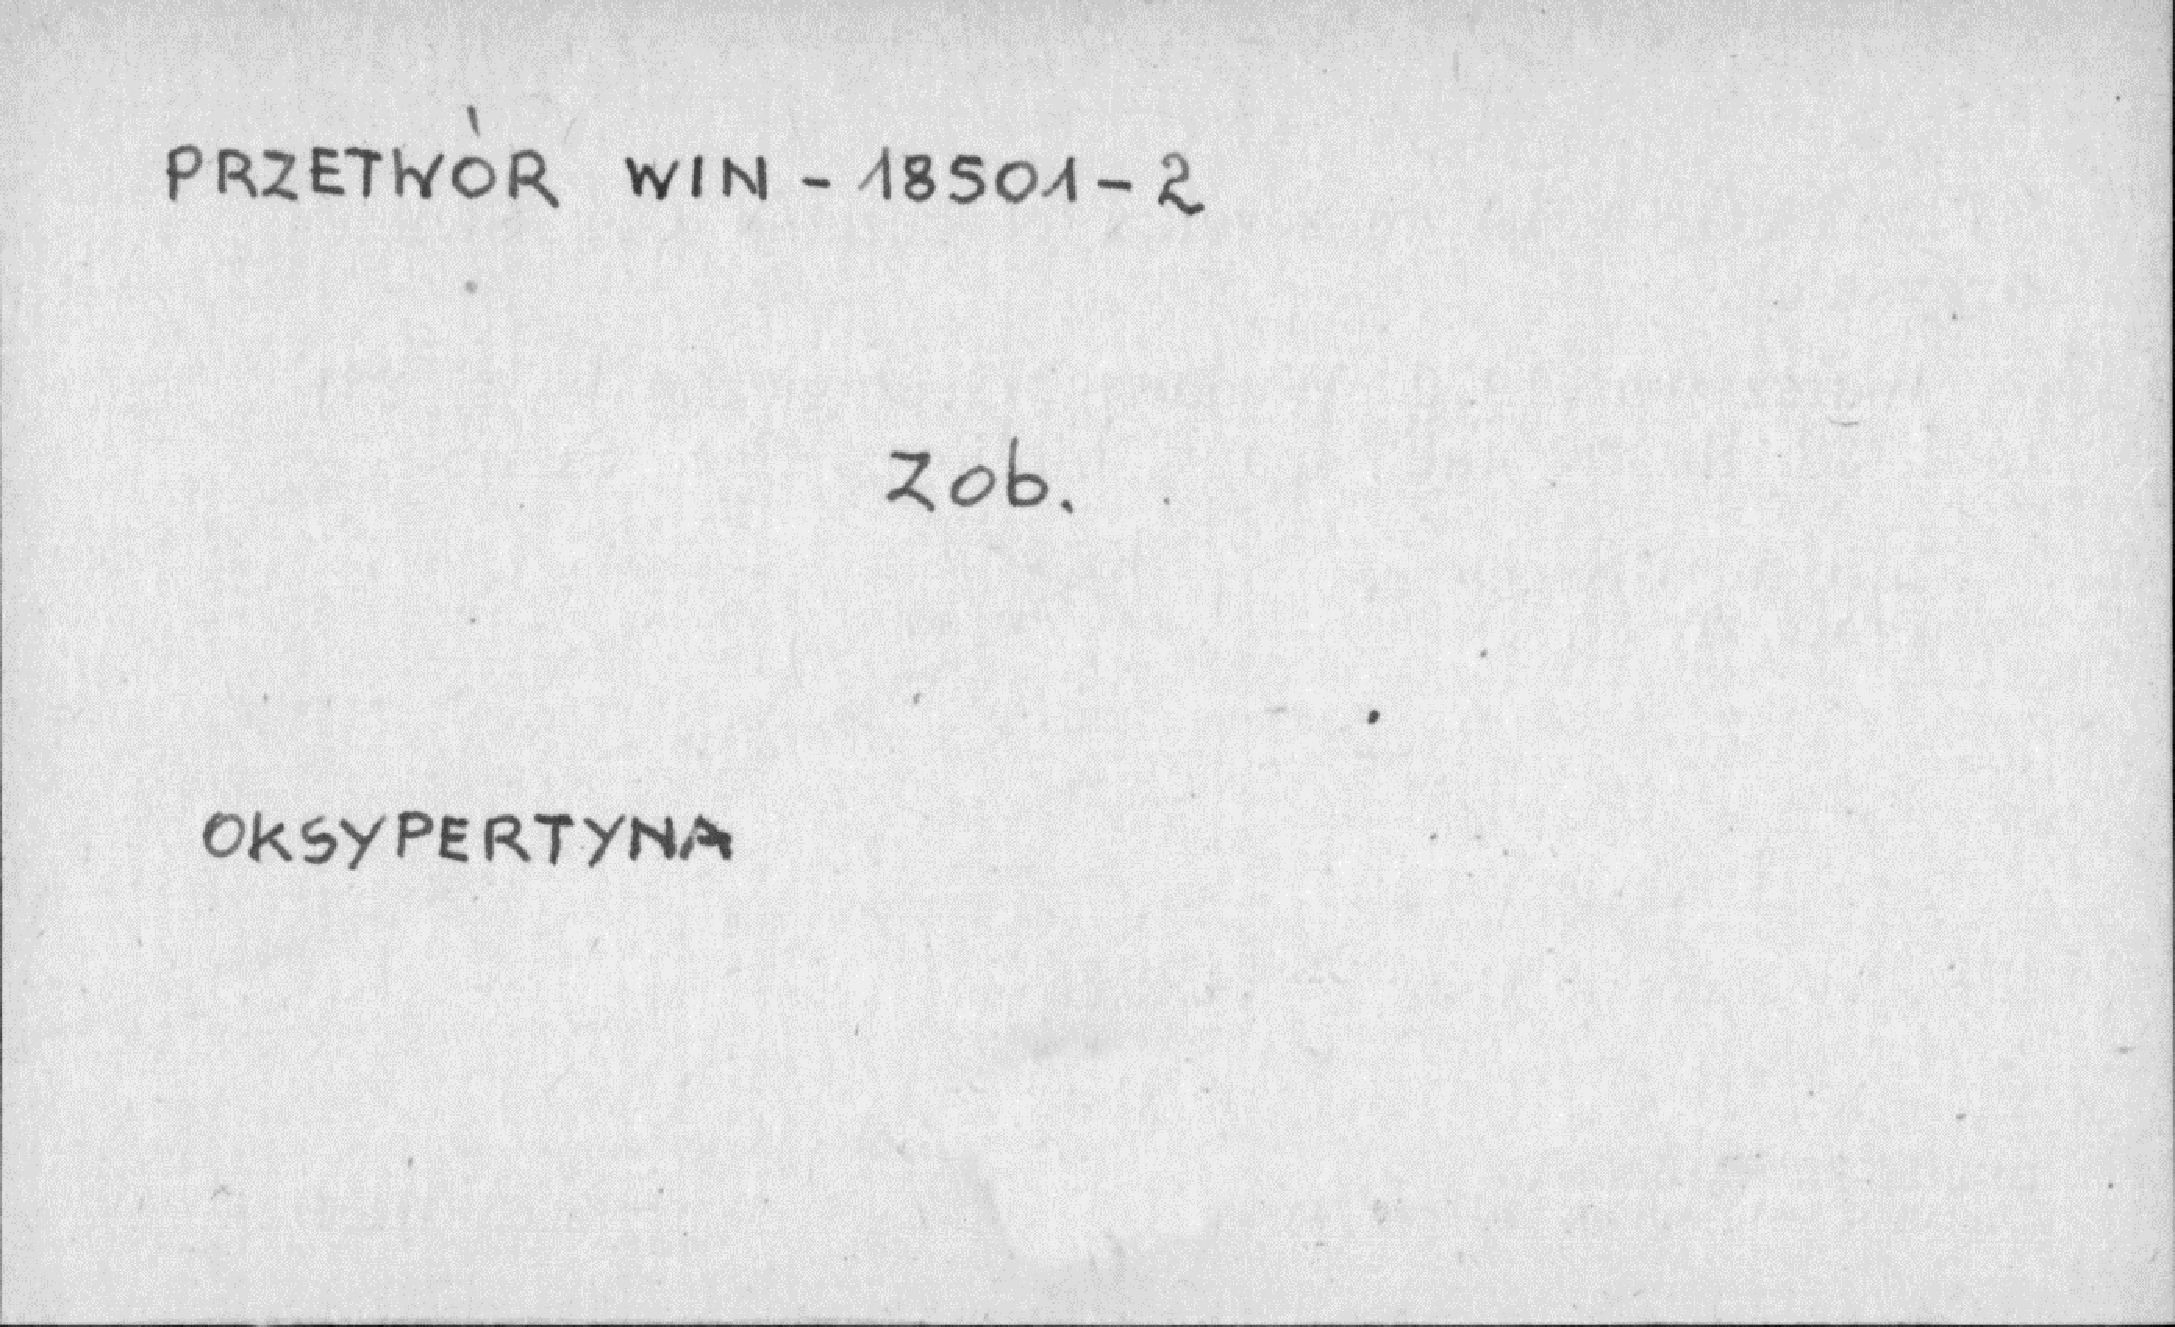 PRZETWÓR WIN - 18501 - 2
Zob.
OKSYPERTYNA